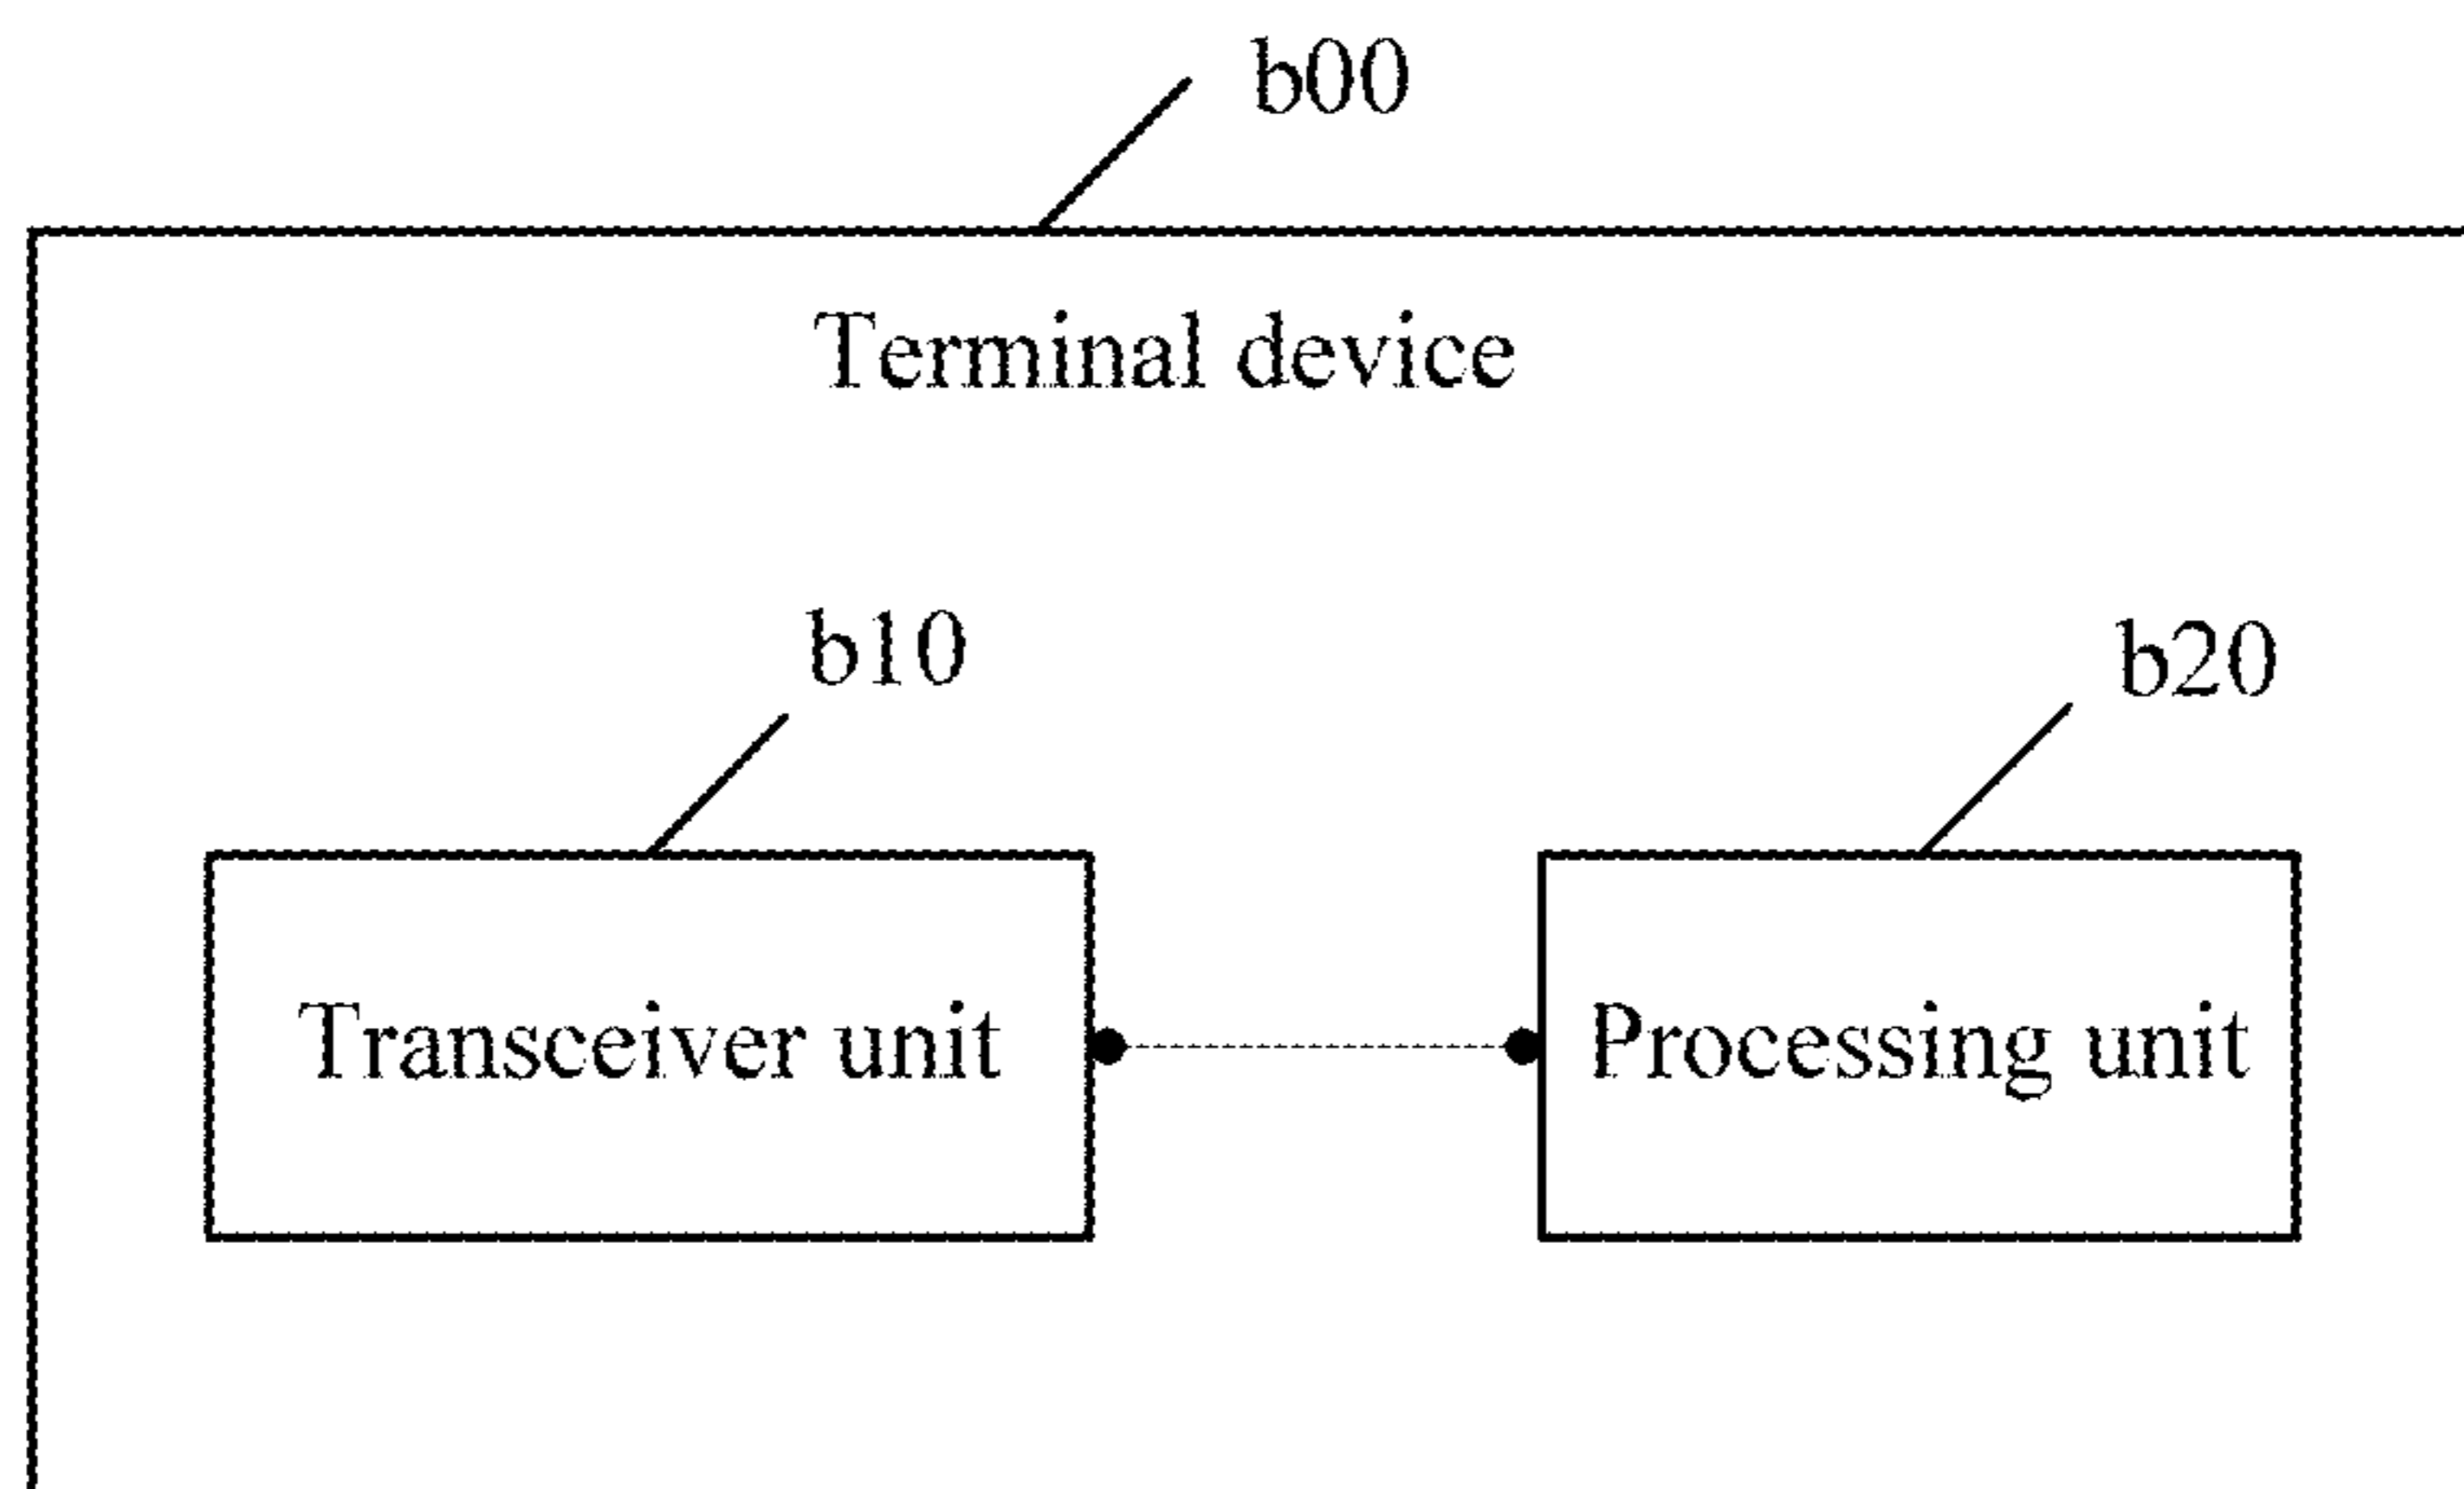 b00
Terminal device
b10
b20
Transceiver unit
Processing unit